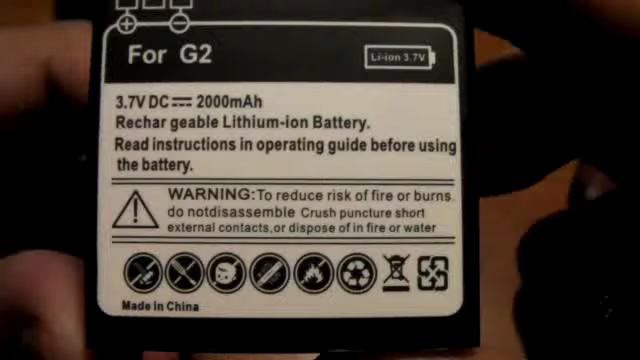 + −
For G2
Li-ion 3.7V
3.7V DC 2000mAh
Rechar geable Lithium-ion Battery.
Read instructions in operating guide before using
the battery.
WARNING:To reduce risk of fire or burns
do notdisassemble Crush puncture short
external contacts,or dispose of in fire or water
Made in China